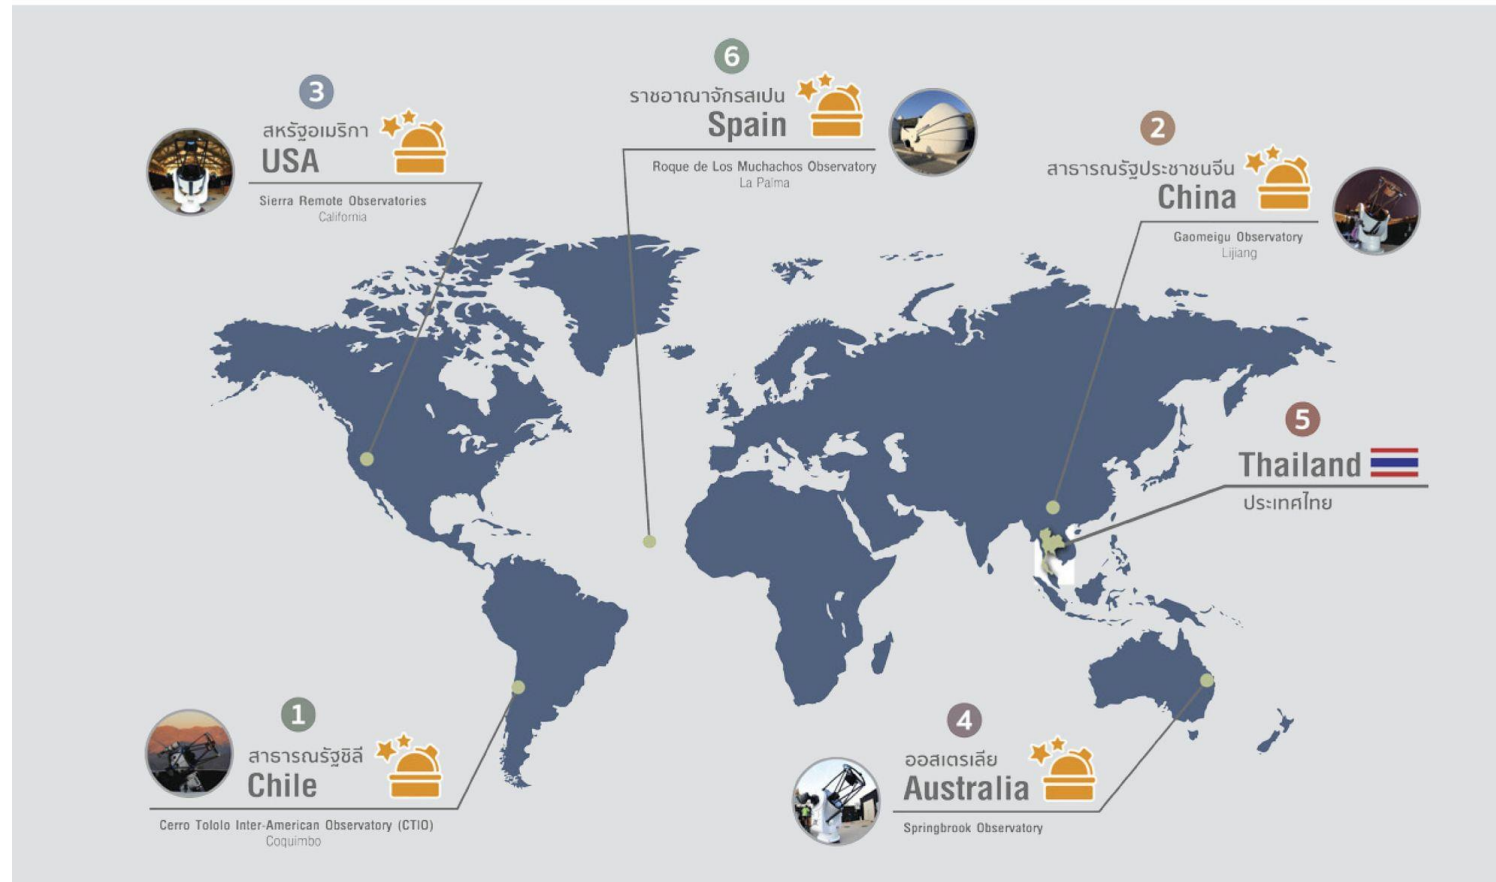 6
ราชอาณาจักรสเปน
Spain
Roque de Los Muchachos Observatory
La Palma
3
สหรัฐอเมริกา
USA
Sierra Remote Observatories
California
2
สาธารณรัฐประชาชนจีน
China
Gaomeigu Observatory
Lijiang
5
Thailand
ประเทศไทย
1
สาธารณรัฐชิลี
Chile
Cerro Tololo Inter-American Observatory (CTIO)
Coquimbo
4
ออสเตรเลีย
Australia
Springbrook Observatory